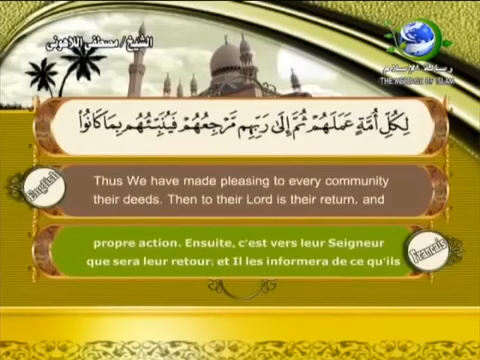 الشيخ/مصطفى اللاهونى
رسالة الإسلام
THE MESSAGE OF ISLAM
لِكُلِّ أُمَّةٍ عَمَلَهُمْ ثُمَّ إِلَىٰ رَبِّهِم مَّرْجِعُهُمْ فَيُنَبِّئُهُم بِمَا كَانُوا۟
English
Thus We have made pleasing to every community
their deeds. Then to their Lord is their return, and
propre action. Ensuite, c'est vers leur Seigneur
que sera leur retour; et Il les informera de ce qu'ils
Français